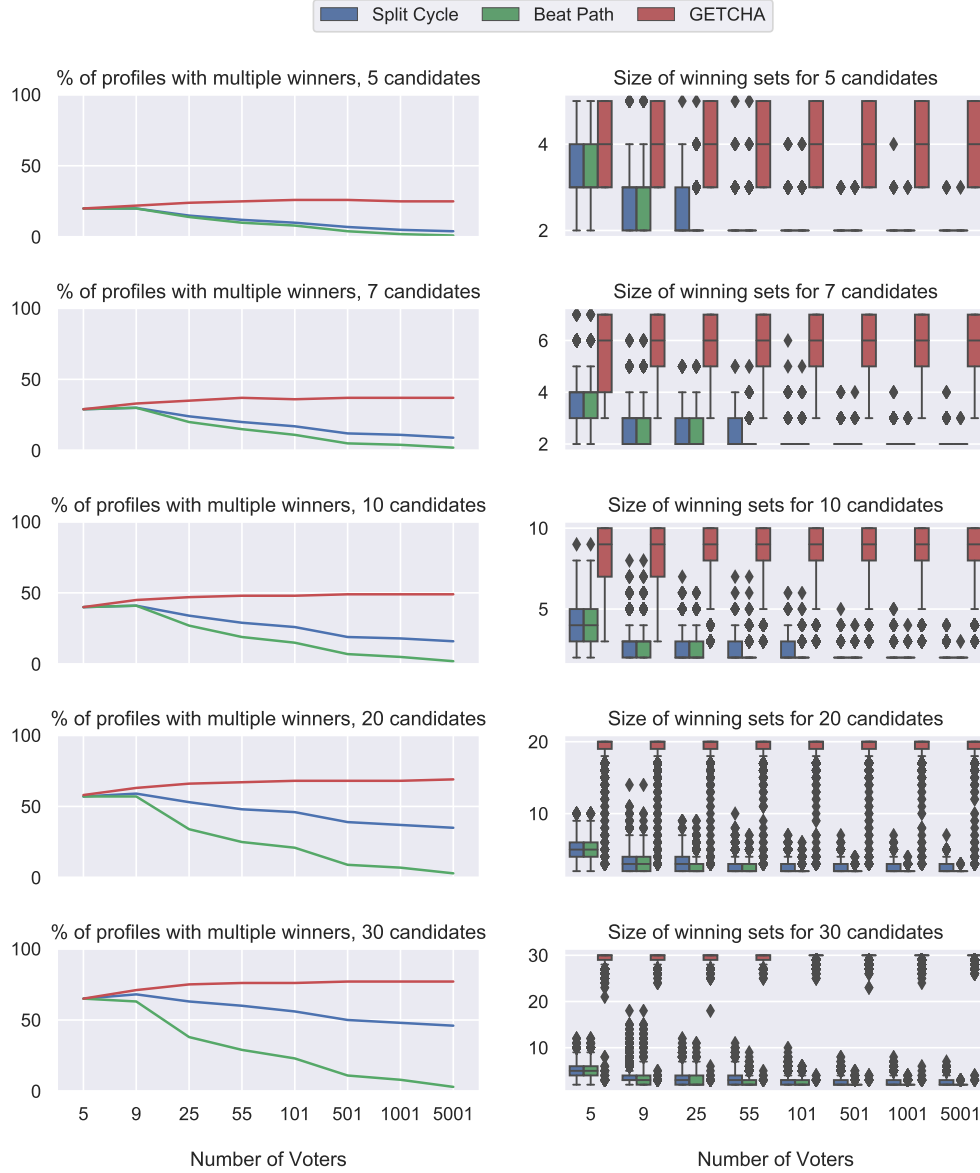 Split Cycle Beat Path GETCHA
% of profiles with multiple winners, 5 candidates
100
50
0
Size of winning sets for 5 candidates
4
2
% of profiles with multiple winners, 7 candidates
100
50
0
Size of winning sets for 7 candidates
6
4
2
% of profiles with multiple winners, 10 candidates
100
50
0
Size of winning sets for 10 candidates
10
5
% of profiles with multiple winners, 20 candidates
100
50
0
Size of winning sets for 20 candidates
20
10
% of profiles with multiple winners, 30 candidates
100
50
0
5 9 25 55 101 501 1001 5001
Number of Voters
Size of winning sets for 30 candidates
30
20
10
5 9 25 55 101 501 1001 5001
Number of Voters